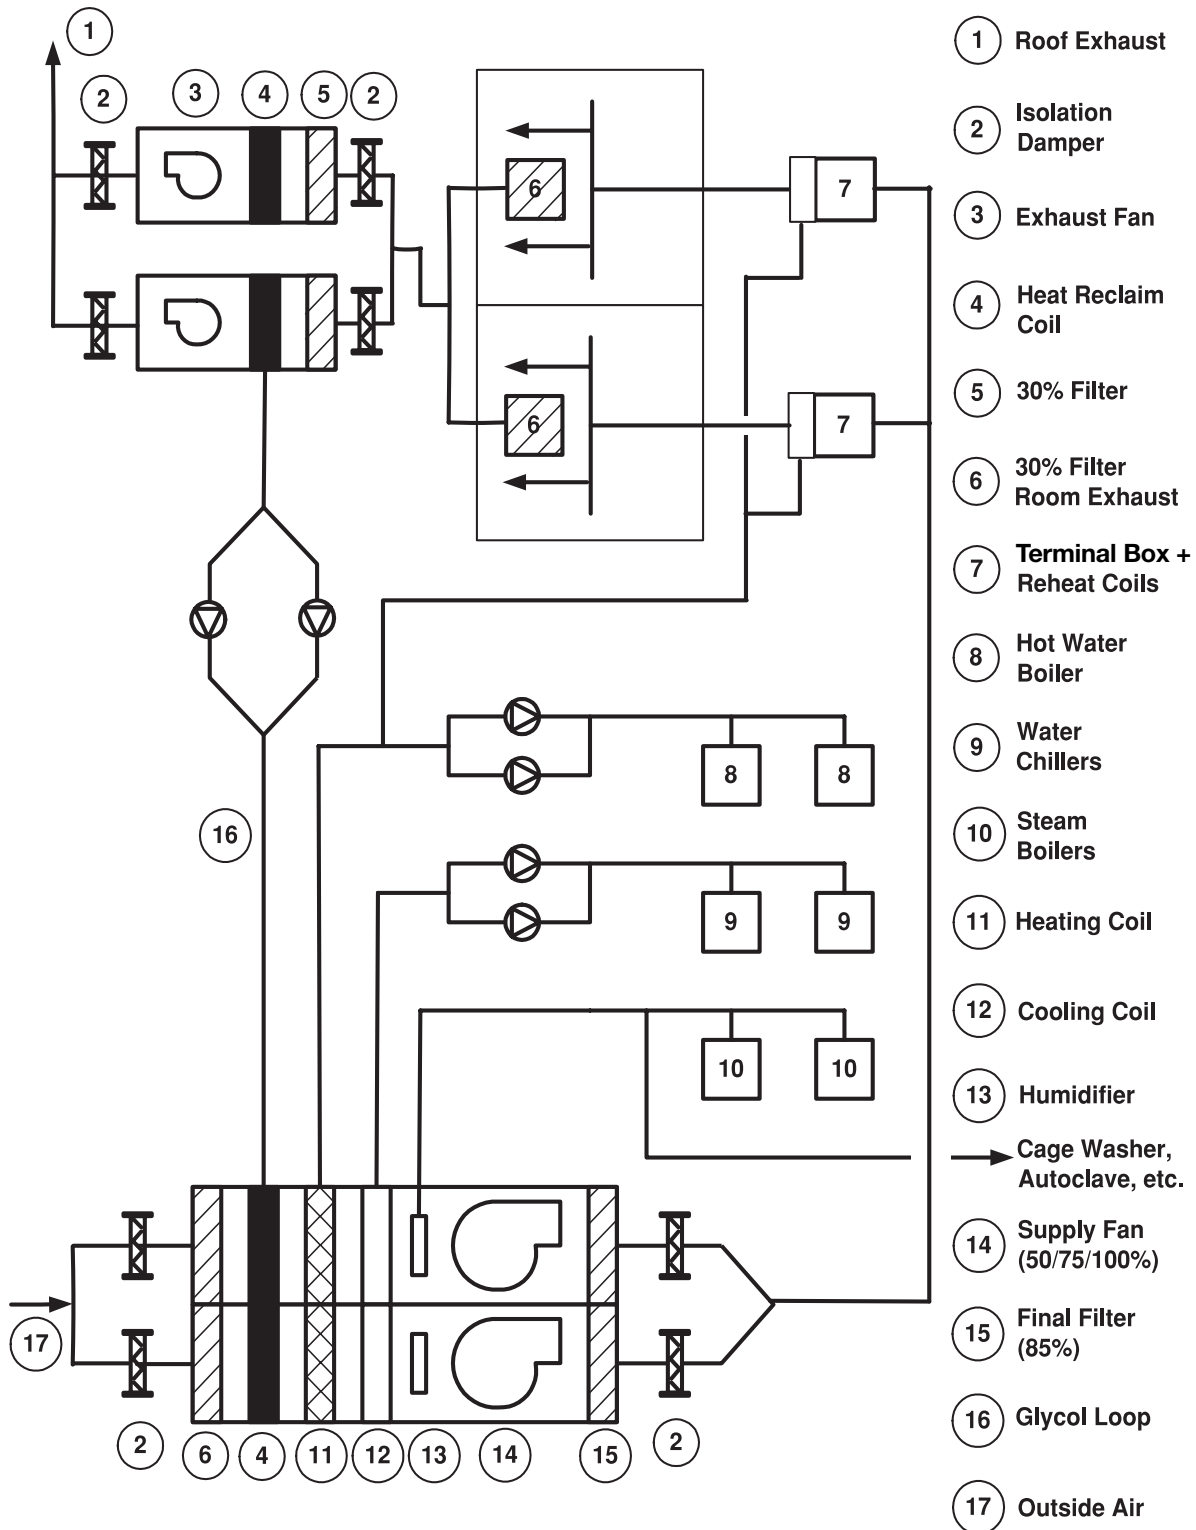 1
2
3
4
5
2
6
7
6
7
16
8
8
9
9
10
10
17
2
6
4
11
12
13
14
15
2
1 Roof Exhaust
2 Isolation
Damper
3 Exhaust Fan
4 Heat Reclaim
Coil
5 30% Filter
6 30% Filter
Room Exhaust
7 Terminal Box +
Reheat Coils
8 Hot Water
Boiler
9 Water
Chillers
10 Steam
Boilers
11 Heating Coil
12 Cooling Coil
13 Humidifier
Cage Washer,
Autoclave, etc.
14 Supply Fan
(50/75/100%)
15 Final Filter
(85%)
16 Glycol Loop
17 Outside Air